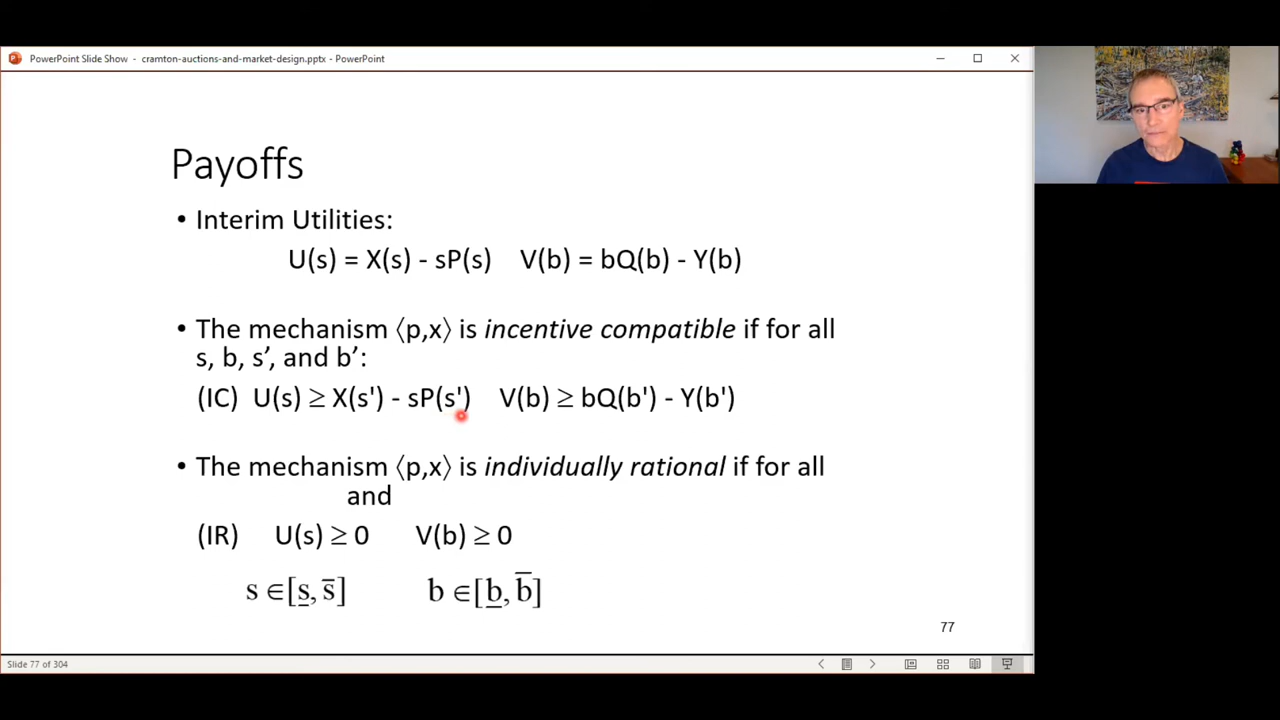 PowerPoint Slide Show - cramton-auctions-and-market-design.pptx - PowerPoint
Payoffs
• Interim Utilities:
U(s) = X(s) - sP(s) V(b) = bQ(b) - Y(b)
• The mechanism ⟨p,x⟩ is incentive compatible if for all
s, b, s’, and b’:
(IC) U(s) ≥ X(s') - sP(s') V(b) ≥ bQ(b') - Y(b')
• The mechanism ⟨p,x⟩ is individually rational if for all
and
(IR) U(s) ≥ 0 V(b) ≥ 0
s ∈[s̲, s̅] b ∈[b̲, b̅]
77
Slide 77 of 304